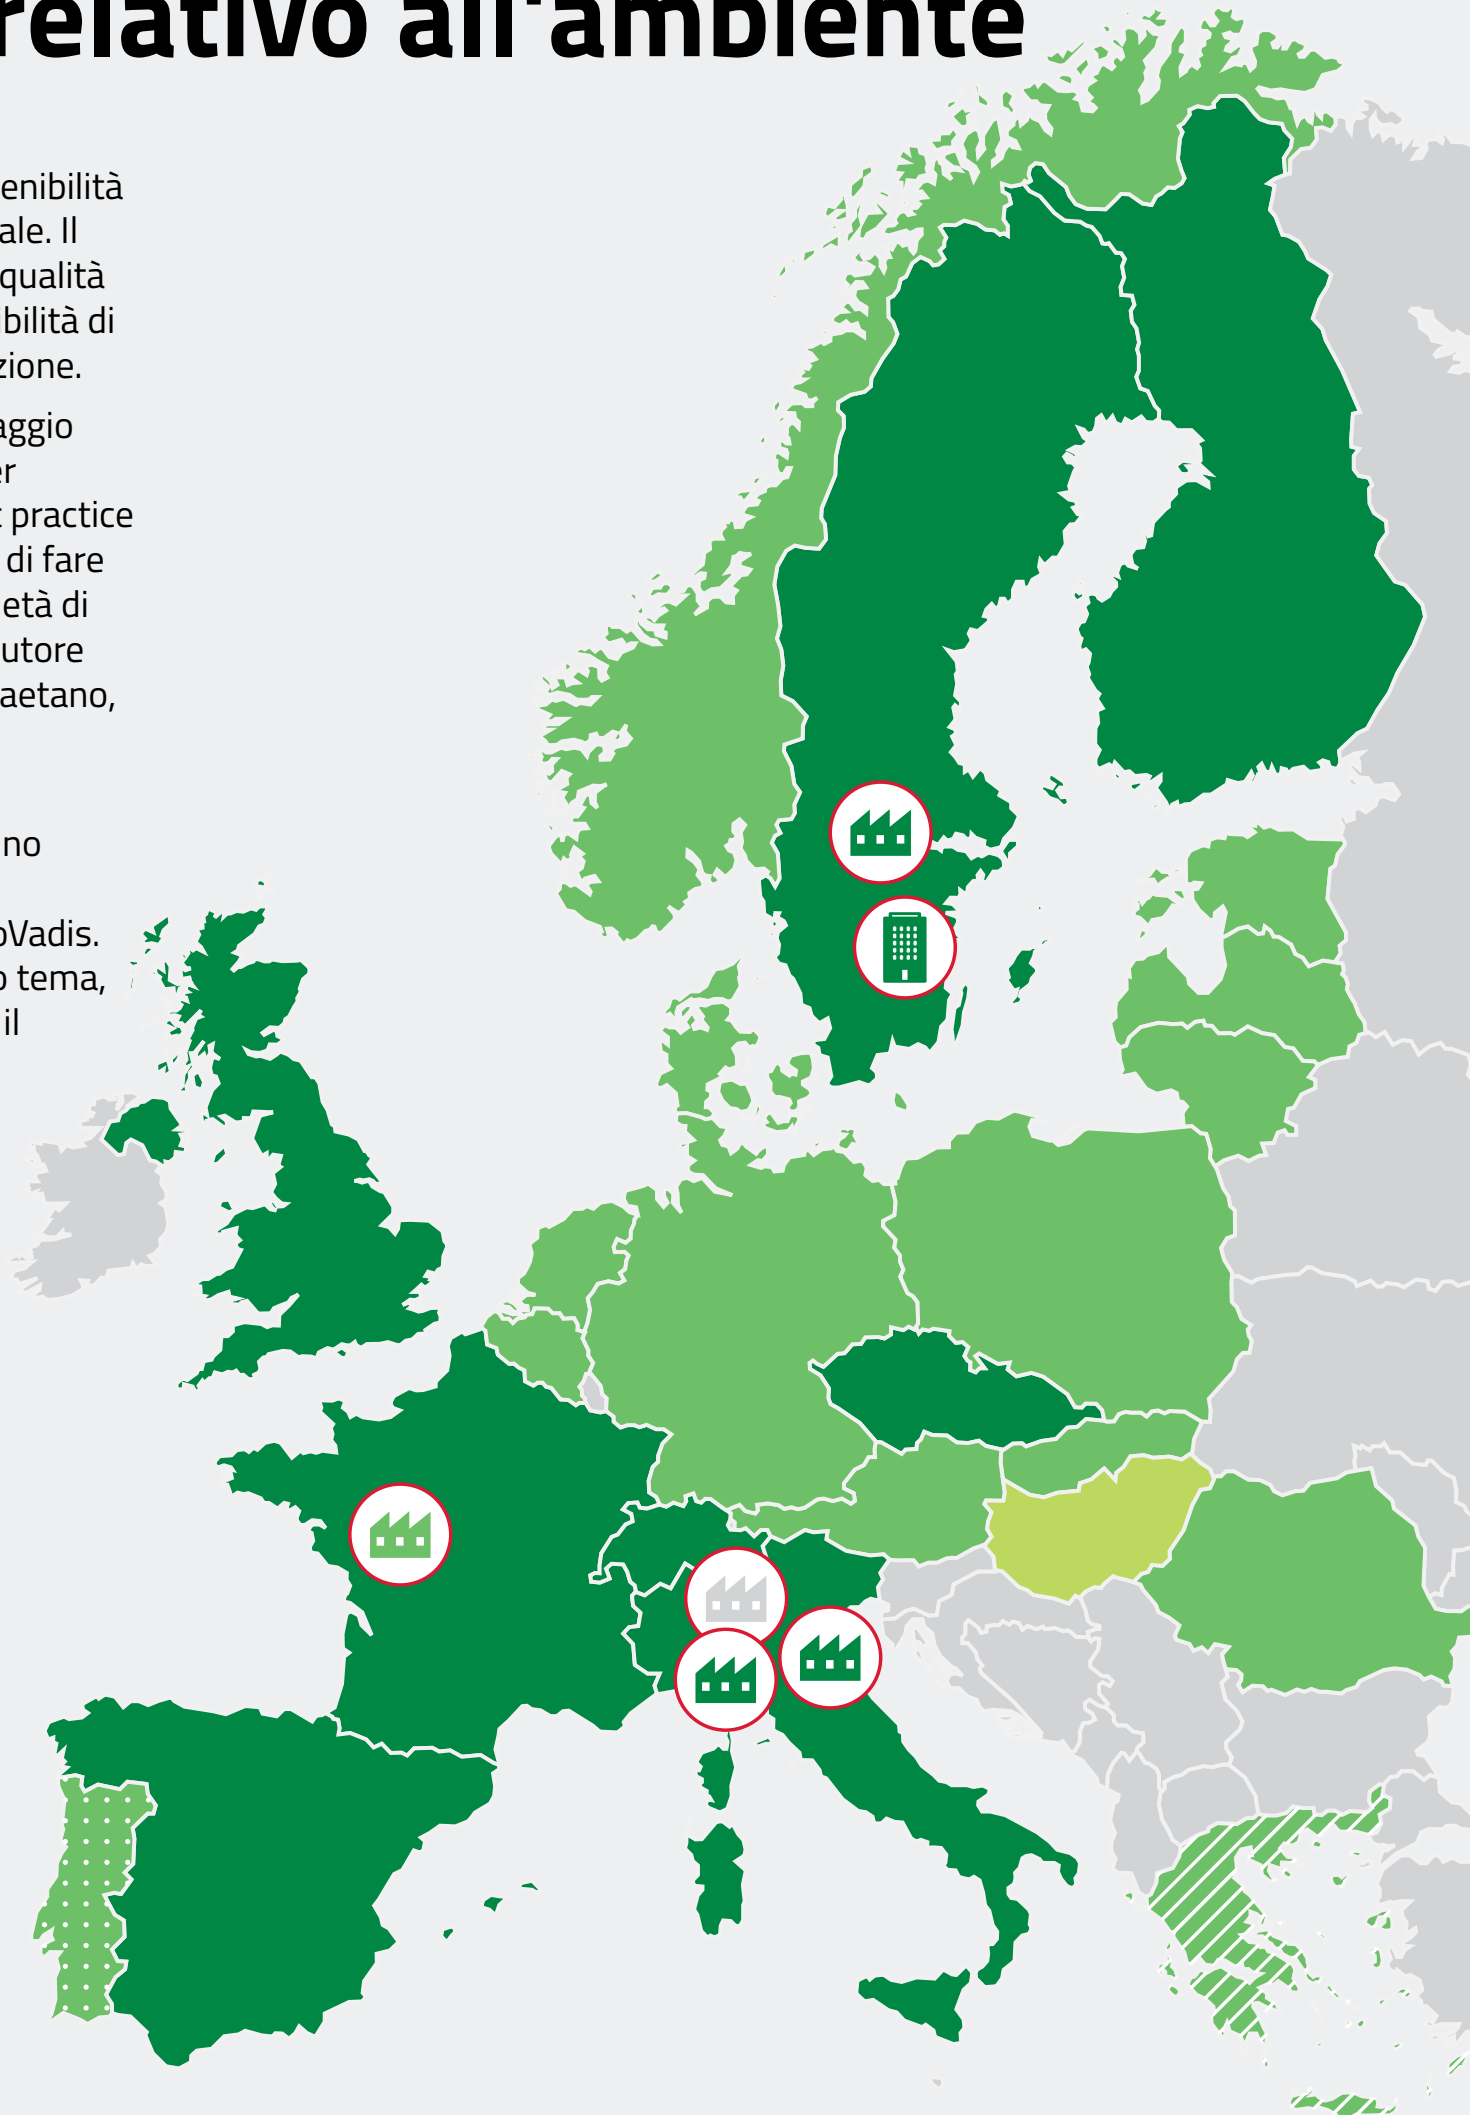 relativo all'ambiente
enibilità
ale. Il
qualità
bilità di
zione.
aggio
er
practice
di fare
età di
utore
aetano,
no
oVadis.
o tema,
il